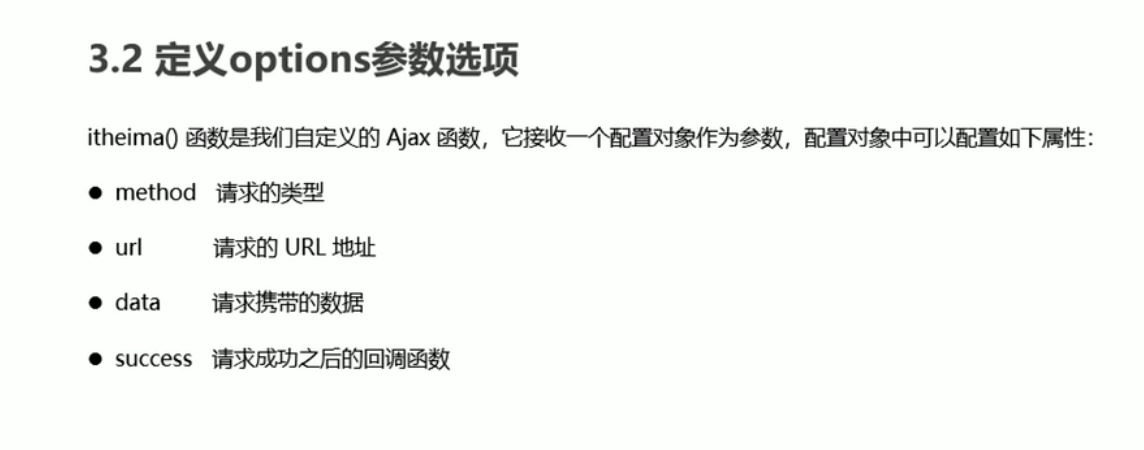 3.2 定义options参数选项
itheima() 函数是我们自定义的 Ajax 函数，它接收一个配置对象作为参数，配置对象中可以配置如下属性：
● method 请求的类型
● url 请求的 URL 地址
● data 请求携带的数据
● success 请求成功之后的回调函数